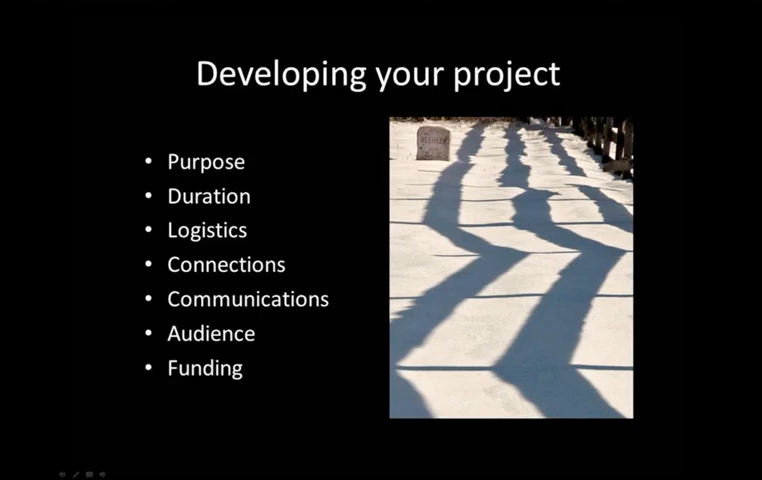 Developing your project
• Purpose
• Duration
• Logistics
• Connections
• Communications
• Audience
• Funding